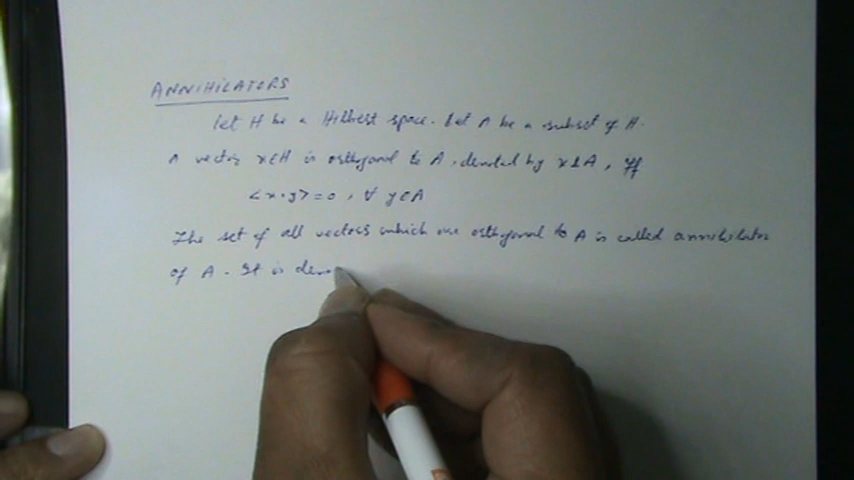 ANNIHILATORS
Let H be a Hilbert space. Let A be a subset of H.
A vector x∈H is orthogonal to A, denoted by x⊥A, iff
<x,y> = 0, ∀ y∈A
The set of all vectors which are orthogonal to A is called annihilator
of A. It is deno